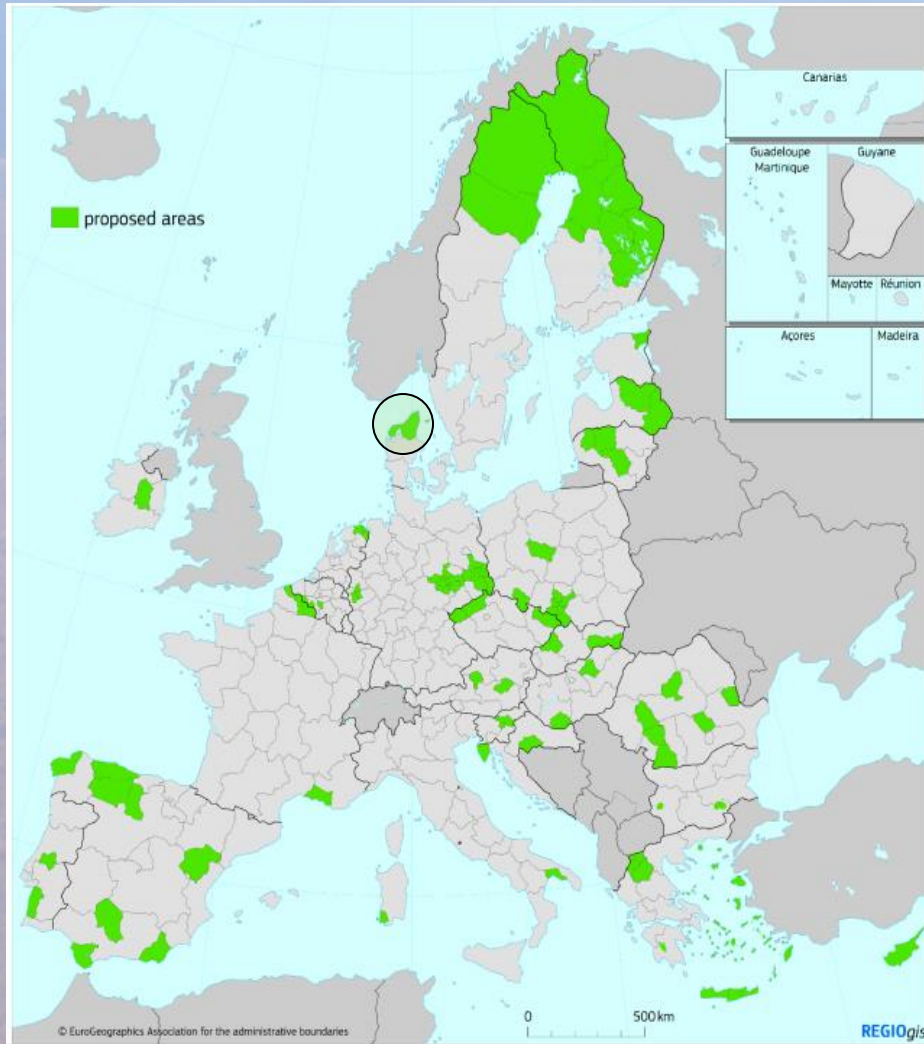 Canarias
Guadeloupe
Martinique
Guyane
Mayotte
Réunion
Açores
Madeira
proposed areas
© EuroGeographics Association for the administrative boundaries
0
500 km
REGIOgis